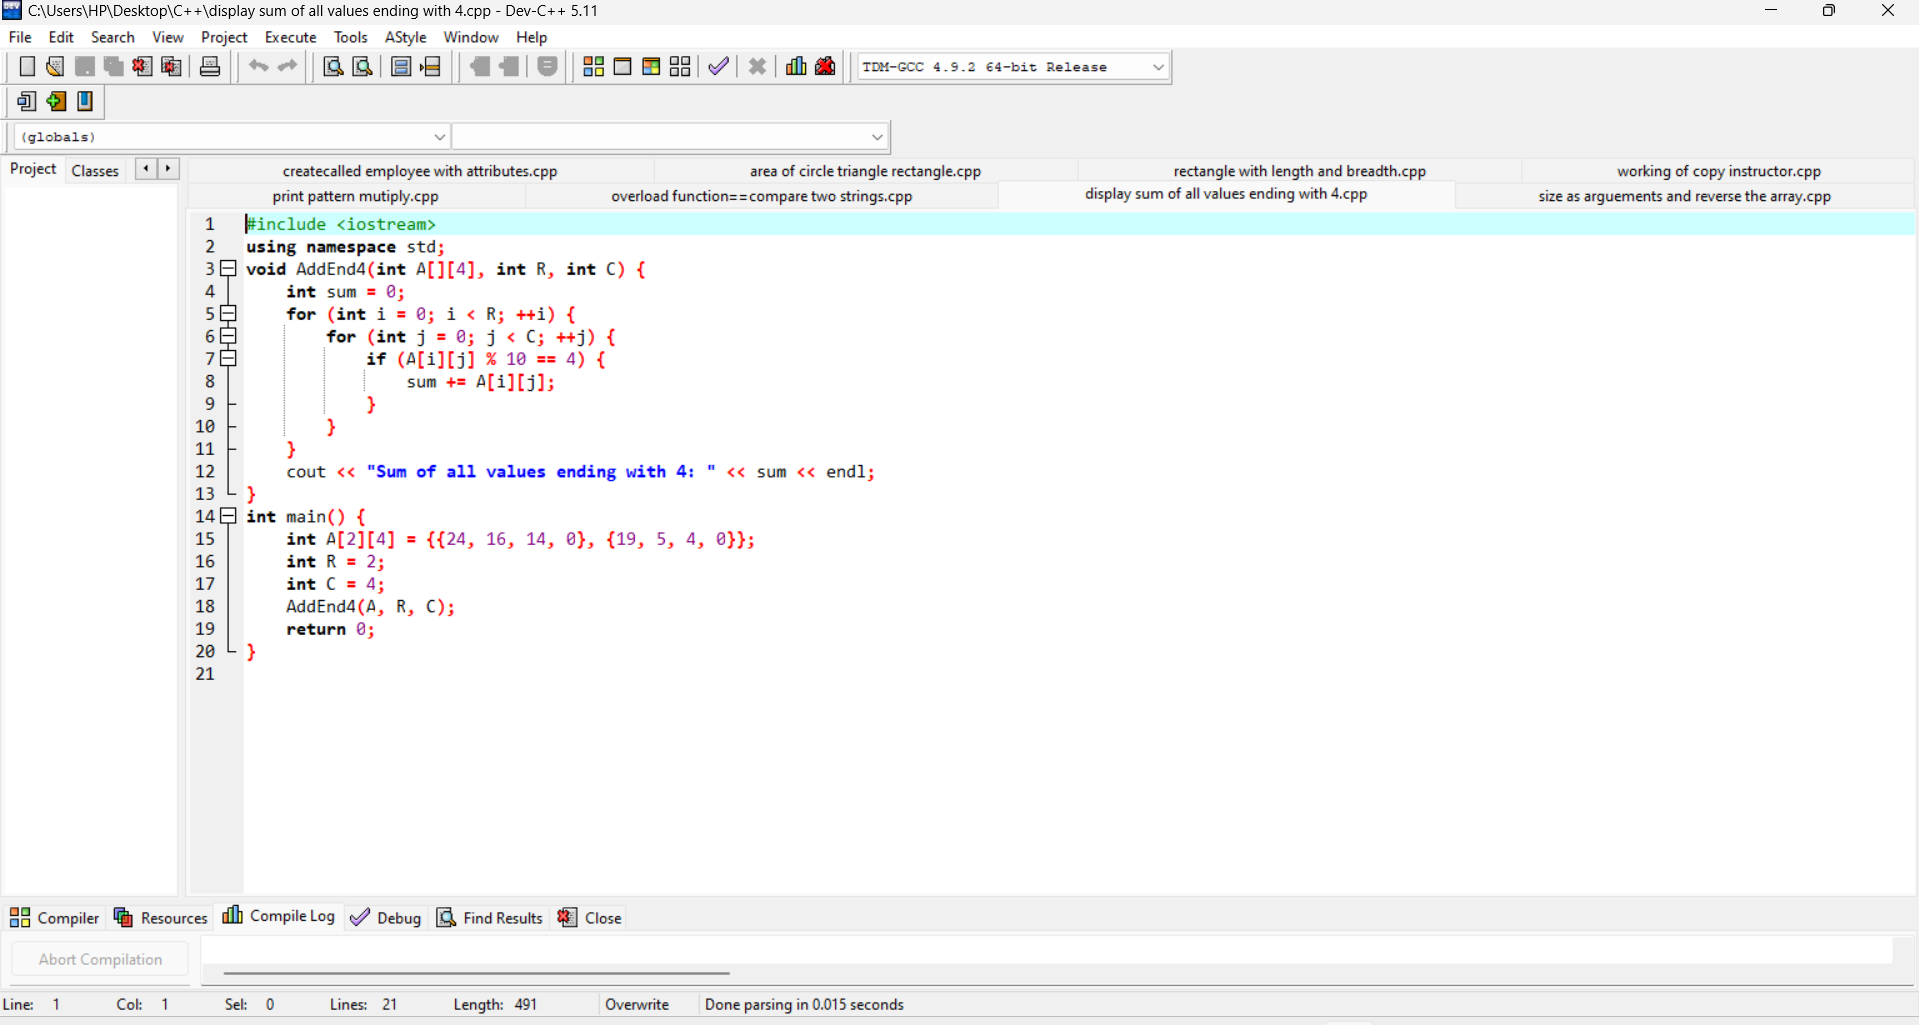 C:\Users\HP\Desktop\C++\display sum of all values ending with 4.cpp - Dev-C++ 5.11
File Edit Search View Project Execute Tools AStyle Window Help
TDM-GCC 4.9.2 64-bit Release
(globals)
Project Classes
createcalled employee with attributes.cpp area of circle triangle rectangle.cpp rectangle with length and breadth.cpp working of copy instructor.cpp
print pattern mutiply.cpp overload function==compare two strings.cpp display sum of all values ending with 4.cpp size as arguements and reverse the array.cpp
1 #include <iostream>
2 using namespace std;
3 void AddEnd4(int A[][4], int R, int C) {
4     int sum = 0;
5     for (int i = 0; i < R; ++i) {
6         for (int j = 0; j < C; ++j) {
7             if (A[i][j] % 10 == 4) {
8                 sum += A[i][j];
9             }
10         }
11     }
12     cout << "Sum of all values ending with 4: " << sum << endl;
13 }
14 int main() {
15     int A[2][4] = {{24, 16, 14, 0}, {19, 5, 4, 0}};
16     int R = 2;
17     int C = 4;
18     AddEnd4(A, R, C);
19     return 0;
20 }
21
Compiler Resources Compile Log Debug Find Results Close
Abort Compilation
Line: 1 Col: 1 Sel: 0 Lines: 21 Length: 491 Overwrite Done parsing in 0.015 seconds